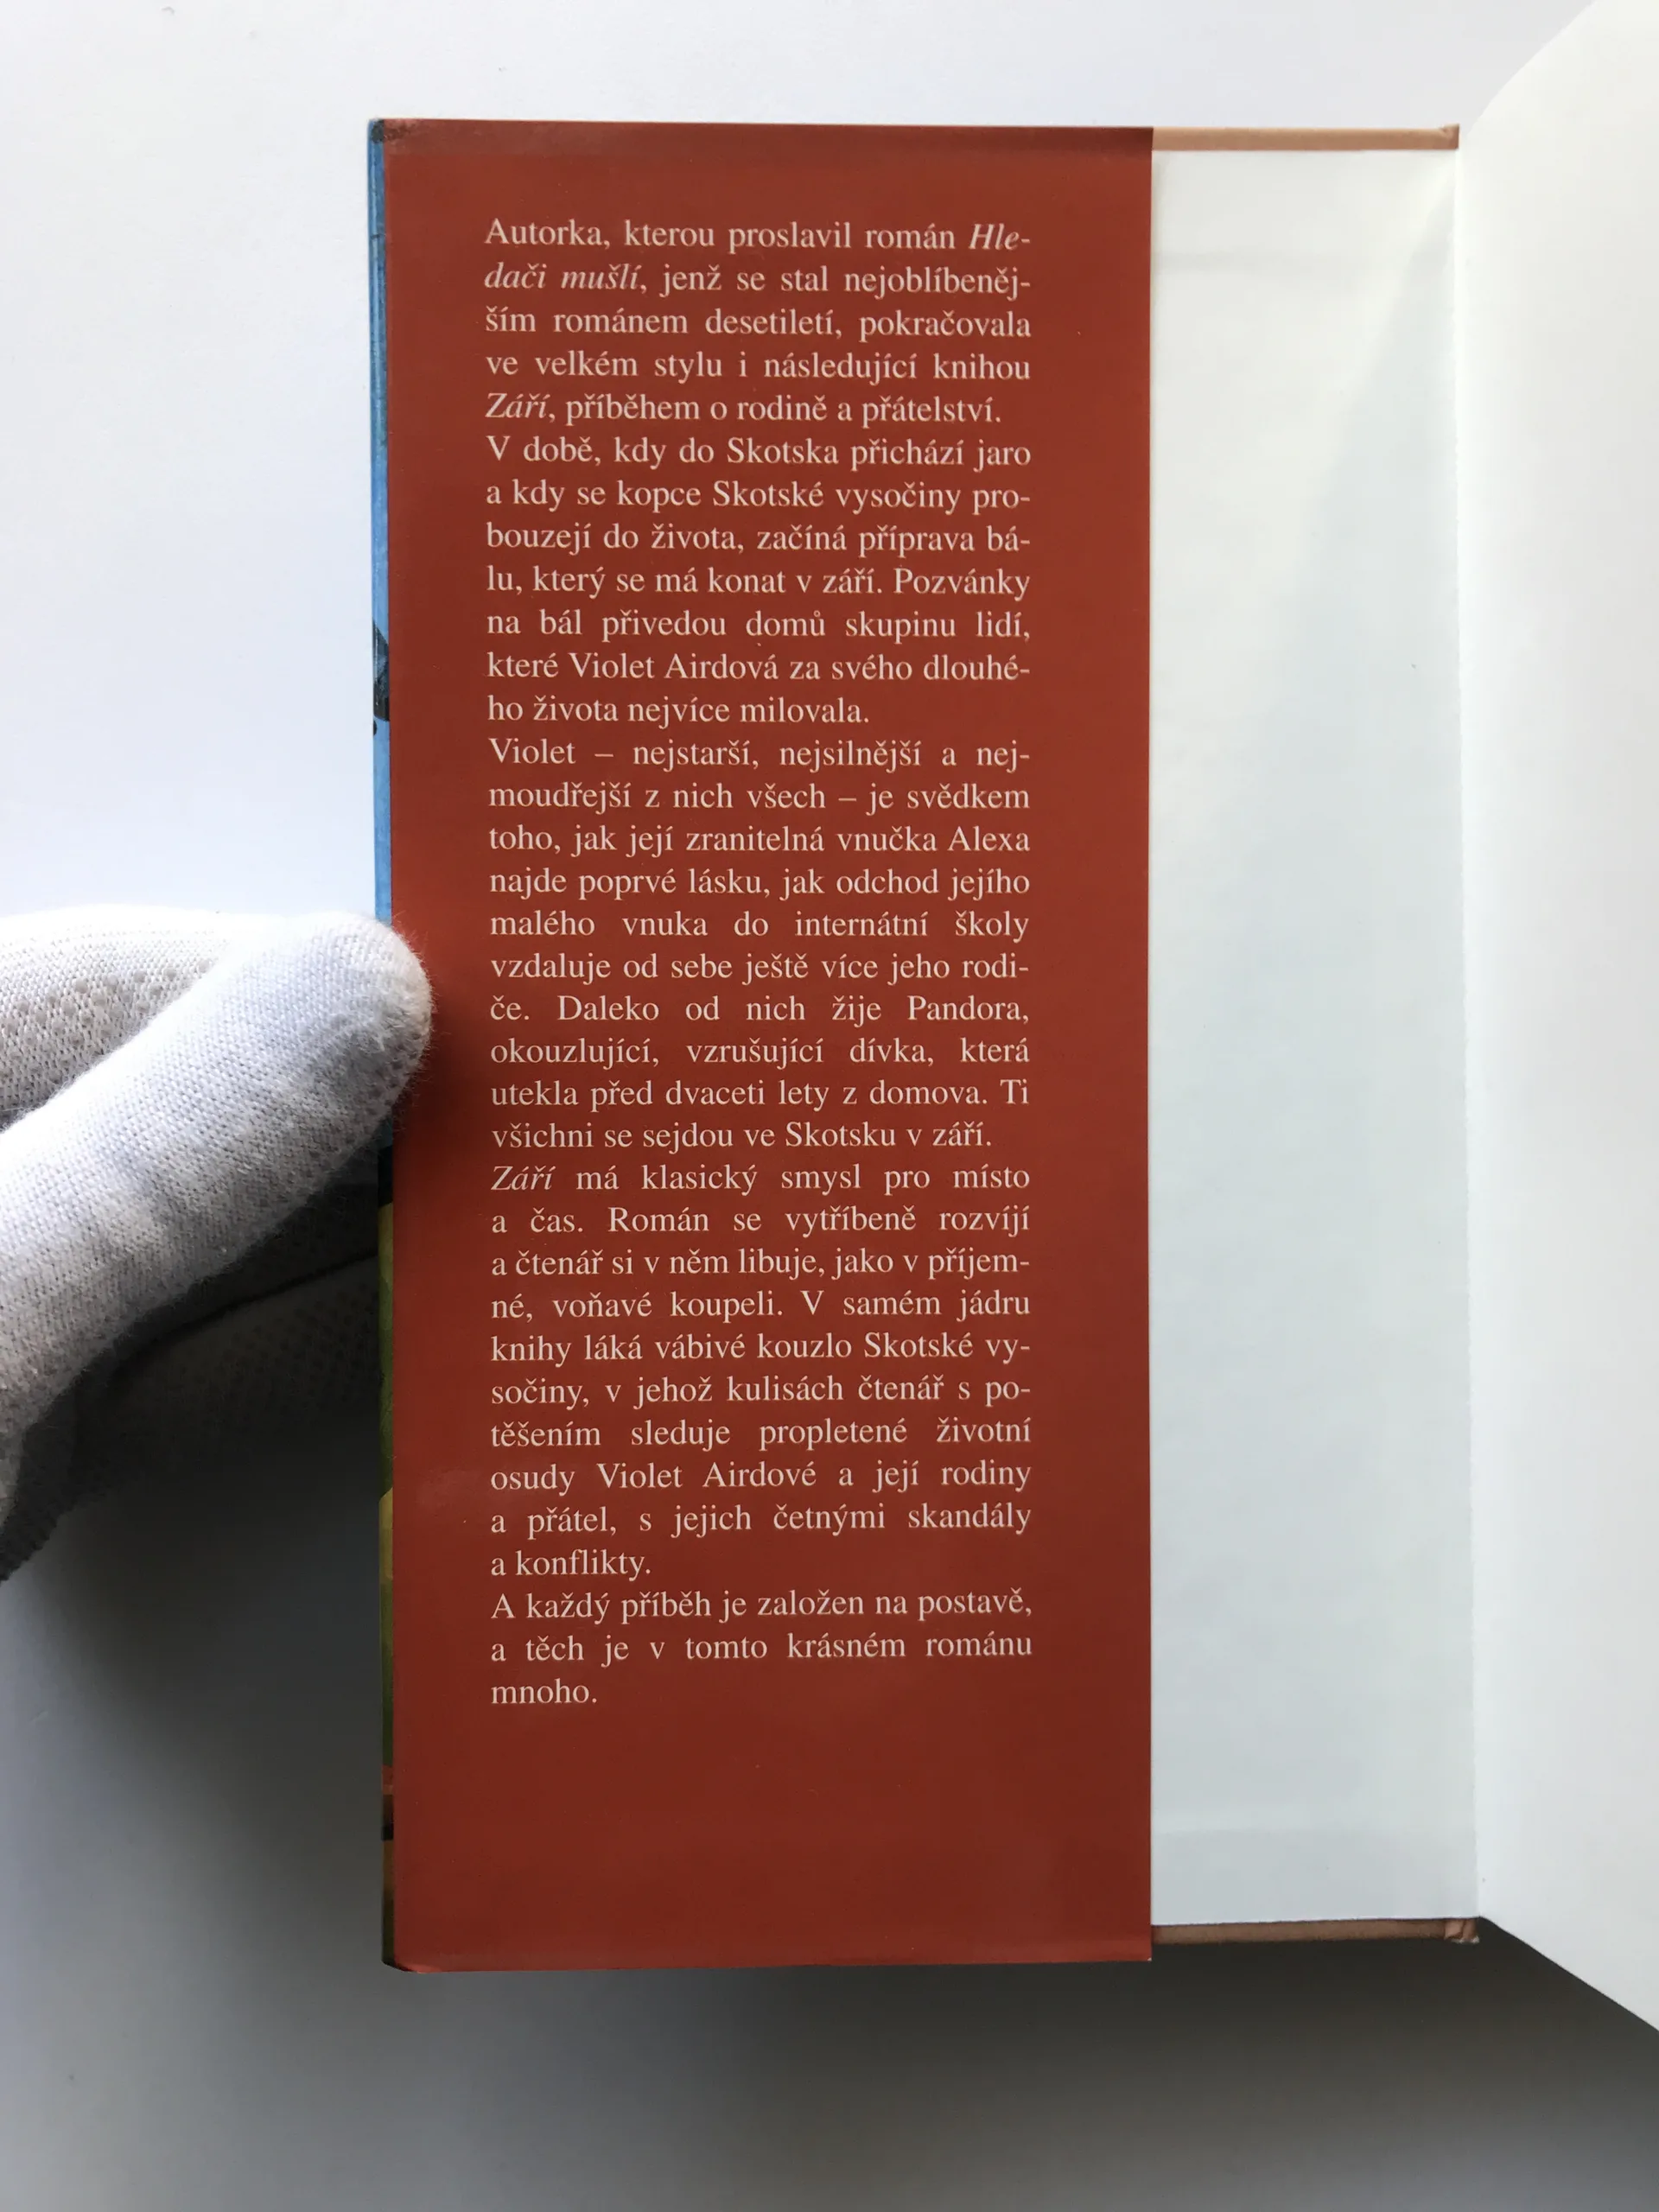 Autorka, kterou proslavil román Hle-
dači mušlí, jenž se stal nejoblíbeněj-
ším románem desetiletí, pokračovala
ve velkém stylu i následující knihou
Září, příběhem o rodině a přátelství.
V době, kdy do Skotska přichází jaro
a kdy se kopce Skotské vysočiny pro-
bouzejí do života, začíná příprava bá-
lu, který se má konat v září. Pozvánky
na bál přivedou domů skupinu lidí,
které Violet Airdová za svého dlouhé-
ho života nejvíce milovala.
Violet – nejstarší, nejsilnější a nej-
moudřejší z nich všech – je svědkem
toho, jak její zranitelná vnučka Alexa
najde poprvé lásku, jak odchod jejího
malého vnuka do internátní školy
vzdaluje od sebe ještě více jeho rodi-
če. Daleko od nich žije Pandora,
okouzlující, vzrušující dívka, která
utekla před dvaceti lety z domova. Ti
všichni se sejdou ve Skotsku v září.
Září má klasický smysl pro místo
a čas. Román se vytříbeně rozvíjí
a čtenář si v něm libuje, jako v příjem-
né, voňavé koupeli. V samém jádru
knihy láká vábivé kouzlo Skotské vy-
sočiny, v jehož kulisách čtenář s po-
těšením sleduje propletené životní
osudy Violet Airdové a její rodiny
a přátel, s jejich četnými skandály
a konflikty.
A každý příběh je založen na postavě,
a těch je v tomto krásném románu
mnoho.